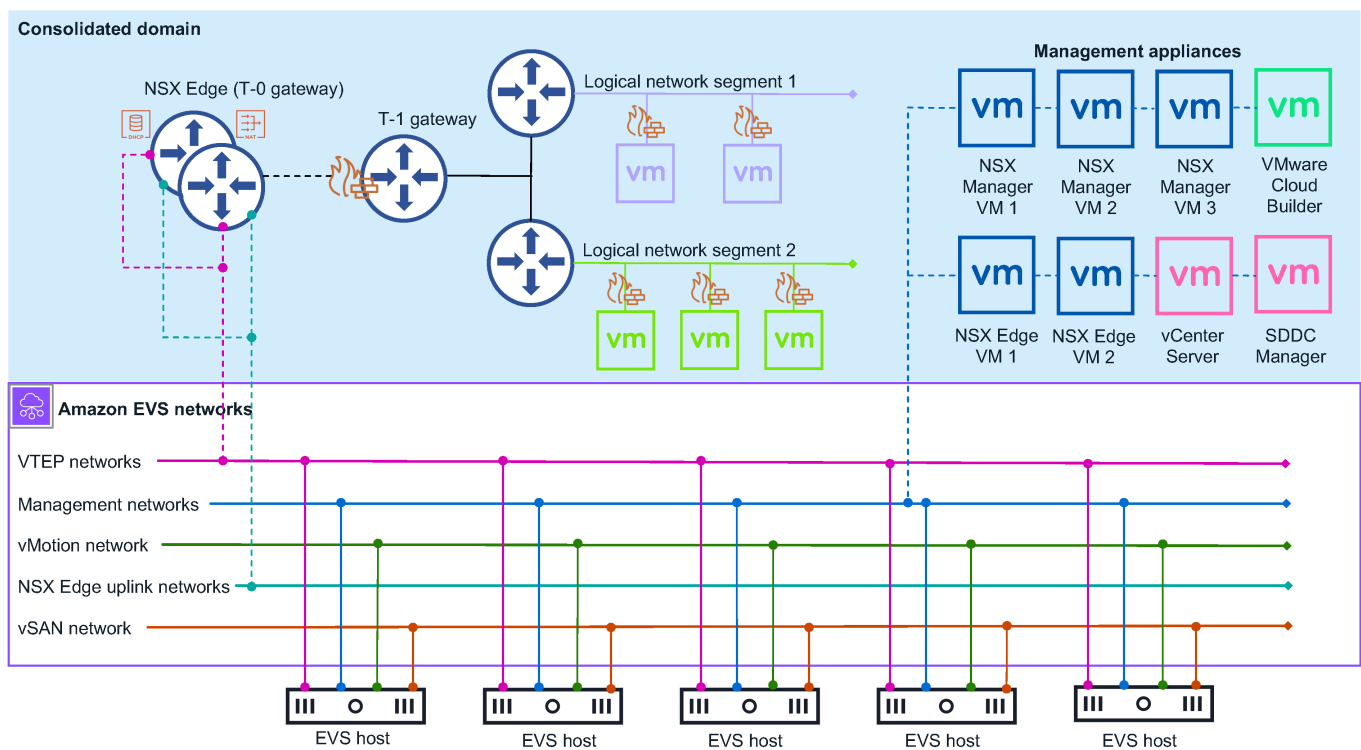 Consolidated domain
Management appliances
NSX Edge (T-0 gateway)
DHCP
NAT
T-1 gateway
Logical network segment 1
vm
vm
Logical network segment 2
vm
vm
vm
vm
vm
vm
vm
NSX
Manager
VM 1
NSX
Manager
VM 2
NSX
Manager
VM 3
VMware
Cloud
Builder
vm
vm
vm
vm
NSX Edge
VM 1
NSX Edge
VM 2
vCenter
Server
SDDC
Manager
Amazon EVS networks
VTEP networks
Management networks
vMotion network
NSX Edge uplink networks
vSAN network
EVS host
EVS host
EVS host
EVS host
EVS host